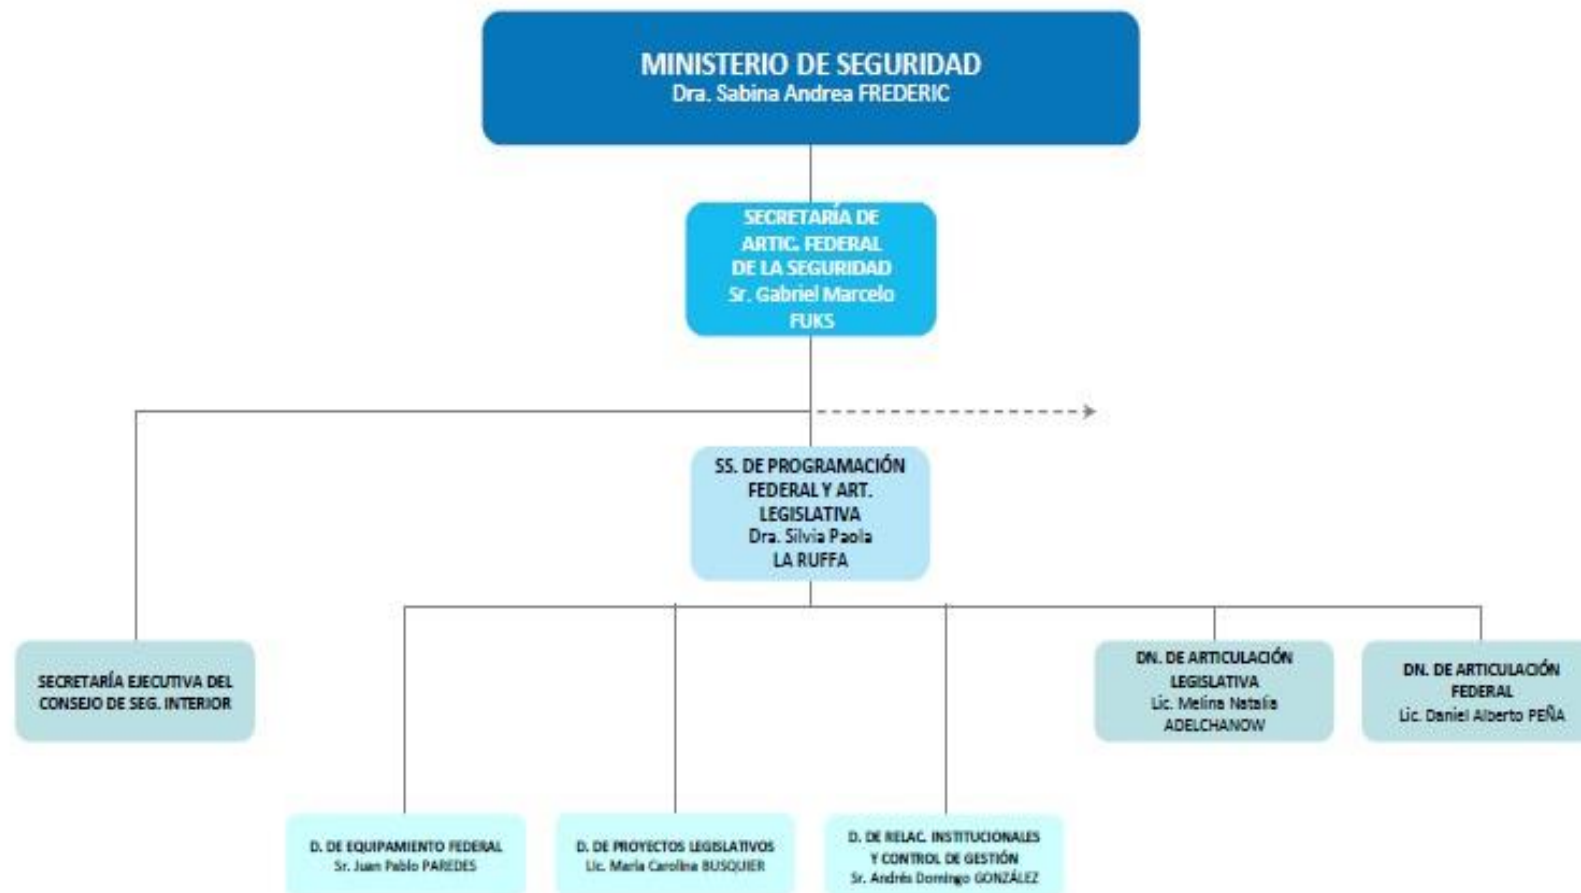 MINISTERIO DE SEGURIDAD
Dra. Sabina Andrea FREDERIC
SECRETARÍA DE
ARTIC. FEDERAL
DE LA SEGURIDAD
Sr. Gabriel Marcelo
FUKS
SS. DE PROGRAMACIÓN
FEDERAL Y ART.
LEGISLATIVA
Dra. Silvia Paola
LA RUFFA
SECRETARÍA EJECUTIVA DEL
CONSEJO DE SEG. INTERIOR
DN. DE ARTICULACIÓN
LEGISLATIVA
Lic. Melina Natalia
ADELCHANOW
DN. DE ARTICULACIÓN
FEDERAL
Lic. Daniel Alberto PEÑA
D. DE EQUIPAMIENTO FEDERAL
Sr. Juan Pablo PAREDES
D. DE PROYECTOS LEGISLATIVOS
Lic. María Carolina BUSQUIER
D. DE RELAC. INSTITUCIONALES
Y CONTROL DE GESTIÓN
Sr. Andrés Domingo GONZÁLEZ